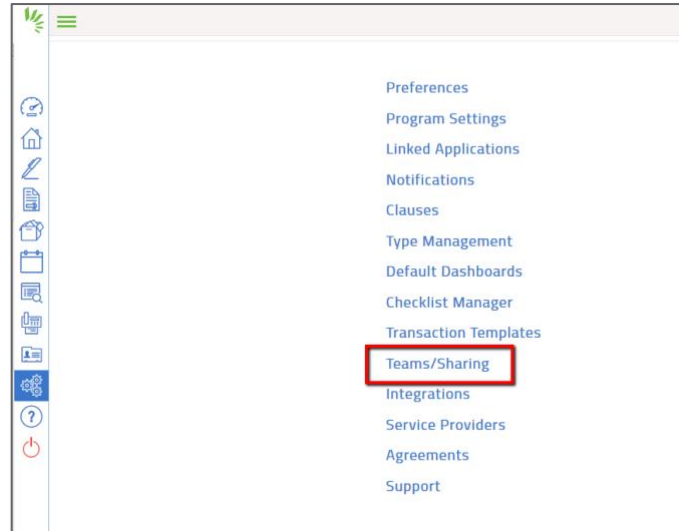 Preferences
Program Settings
Linked Applications
Notifications
Clauses
Type Management
Default Dashboards
Checklist Manager
Transaction Templates
Teams/Sharing
Integrations
Service Providers
Agreements
Support
?